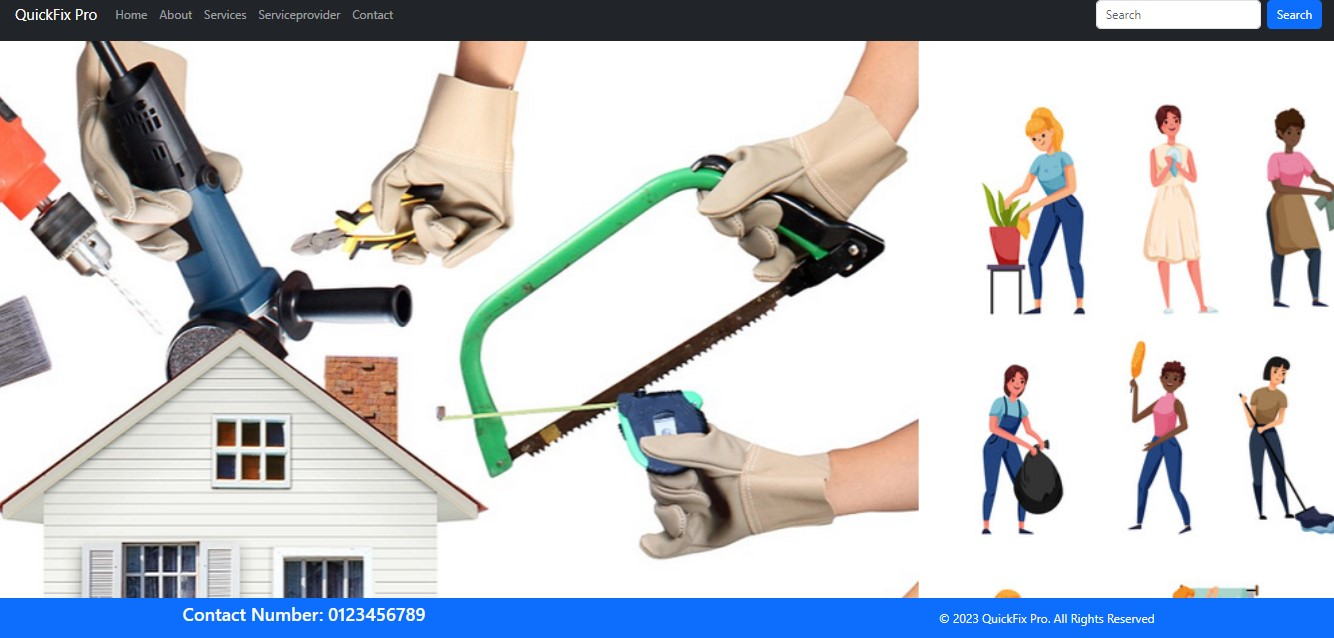 QuickFix Pro Home About Services Serviceprovider Contact Search Search
Contact Number: 0123456789 © 2023 QuickFix Pro. All Rights Reserved